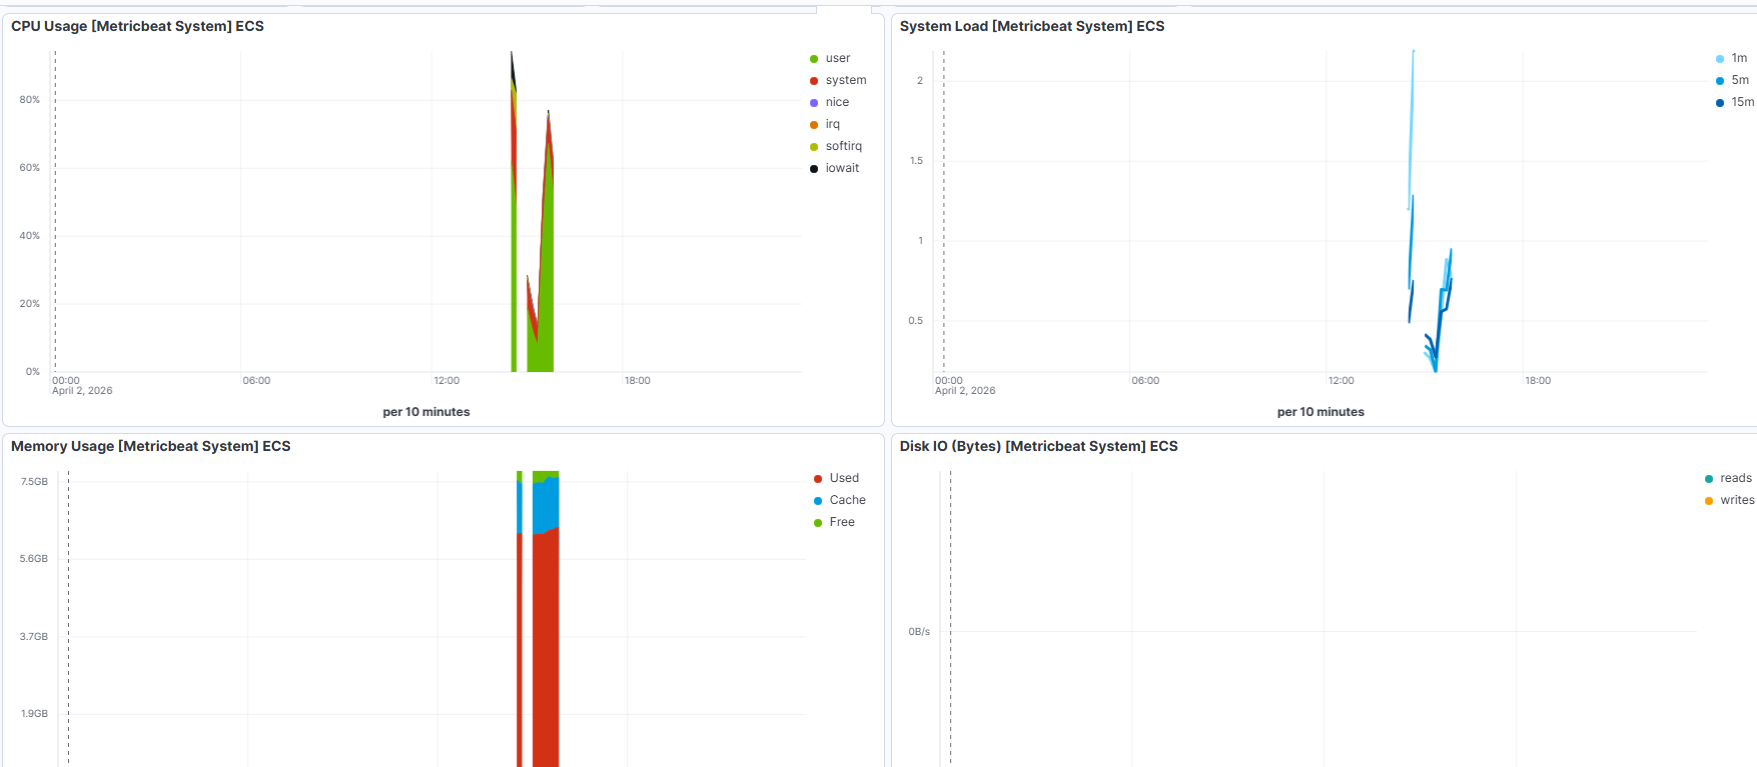 CPU Usage [Metricbeat System] ECS
80%
60%
40%
20%
0%
00:00
April 2, 2026
06:00
12:00
18:00
per 10 minutes
user
system
nice
irq
softirq
iowait
System Load [Metricbeat System] ECS
2
1.5
1
0.5
00:00
April 2, 2026
06:00
12:00
18:00
per 10 minutes
1m
5m
15m
Memory Usage [Metricbeat System] ECS
7.5GB
5.6GB
3.7GB
1.9GB
Used
Cache
Free
Disk IO (Bytes) [Metricbeat System] ECS
0B/s
reads
writes